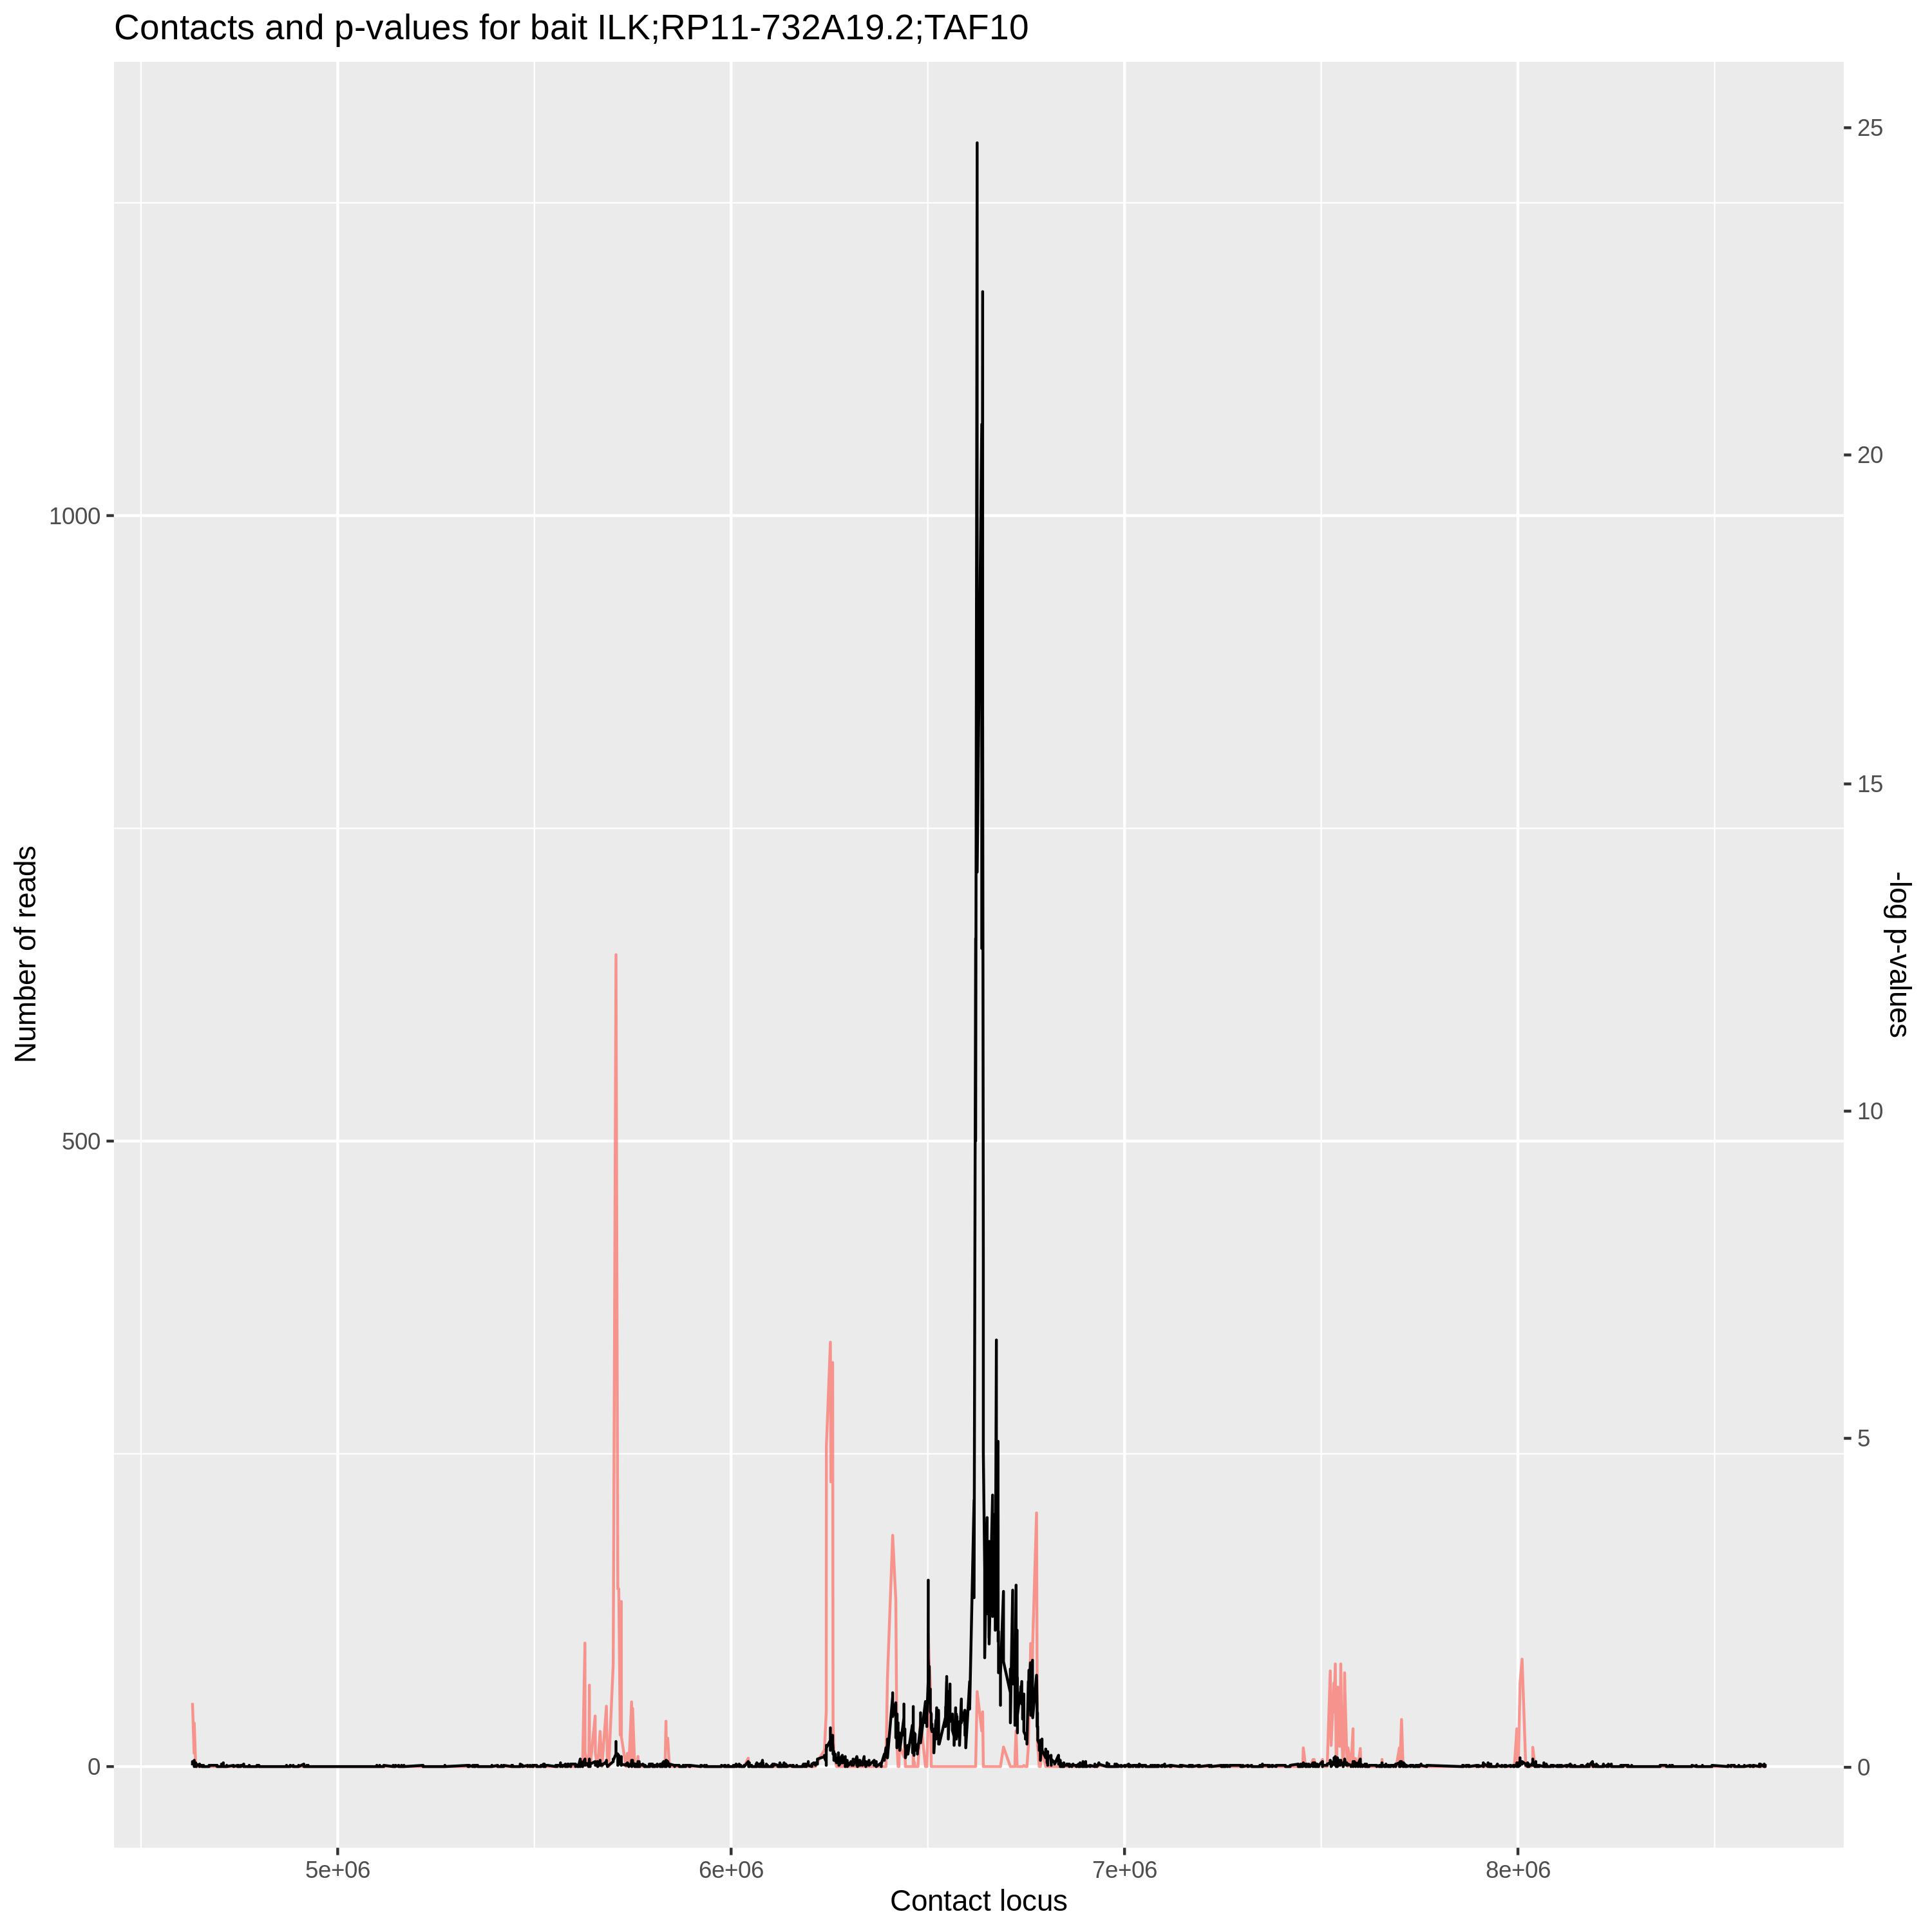 Contacts and p-values for bait ILK;RP11-732A19.2;TAF10
Number of reads
1000
500
0
25
20
15
10
5
0
-log p-values
5e+06
6e+06
7e+06
8e+06
Contact locus